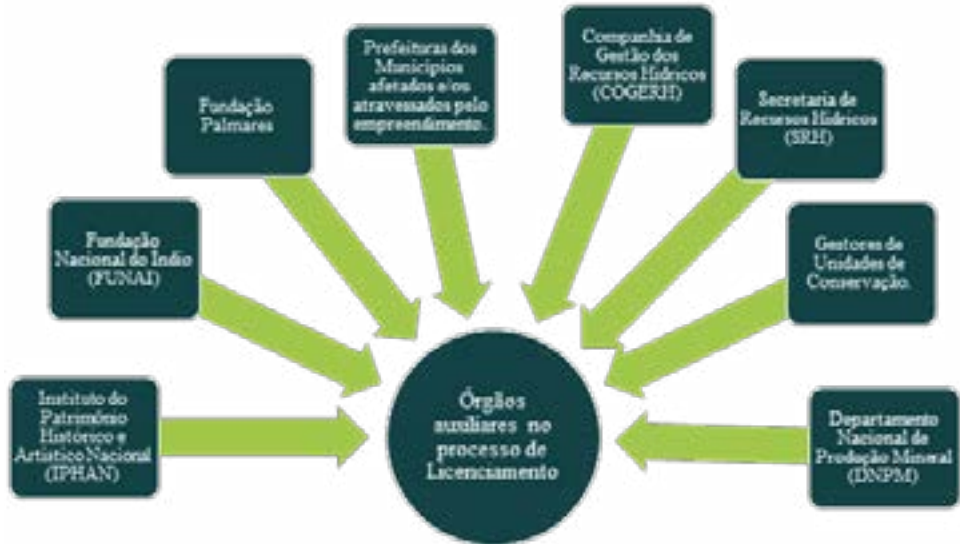 Instituto do
Patrimônio
Histórico e
Artístico Nacional
(IPHAN)
Fundação
Nacional do Índio
(FUNAI)
Fundação
Palmares
Prefeituras dos
Municípios
afetados e/os
atravessados pelo
empreendimento.
Companhia de
Gestão dos
Recursos Hídricos
(COGERH)
Secretaria de
Recursos Hídricos
(SRH)
Gestores de
Unidades de
Conservação.
Departamento
Nacional de
Produção Mineral
(DNPM)
Órgãos
auxiliares no
processo de
Licenciamento